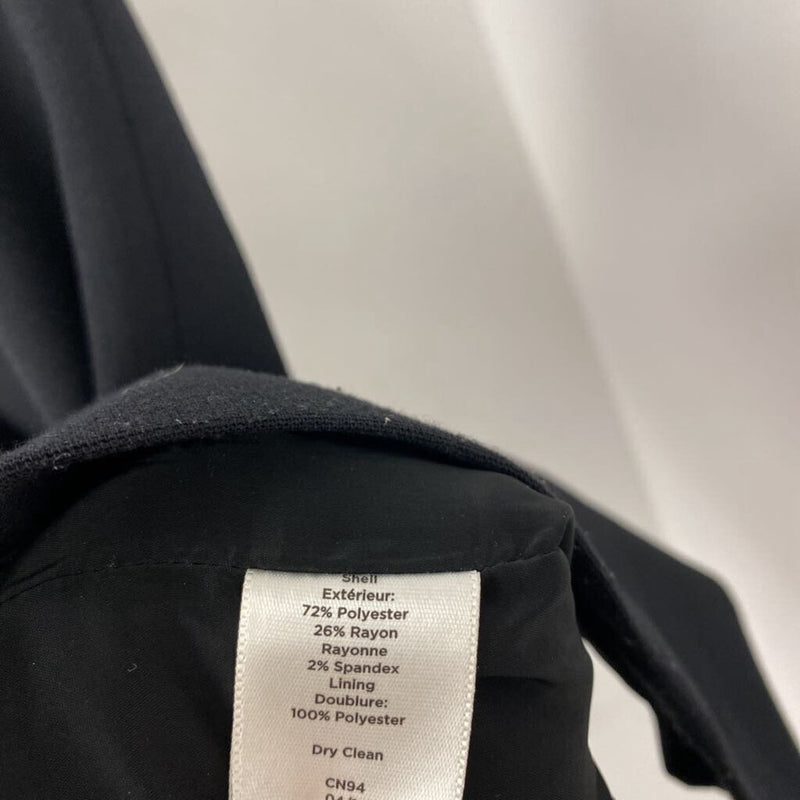 Shell
Extérieur:
72% Polyester
26% Rayon
Rayonne
2% Spandex
Lining
Doublure:
100% Polyester
Dry Clean
CN94